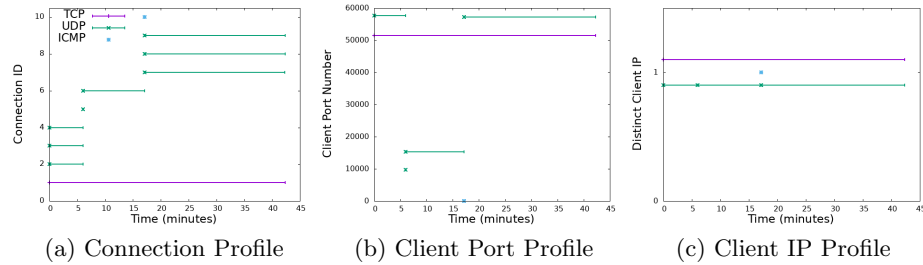 TCP
UDP
ICMP
10
8
6
4
2
0
Connection ID
0 5 10 15 20 25 30 35 40 45
Time (minutes)
(a) Connection Profile
60000
50000
40000
30000
20000
10000
0
Client Port Number
0 5 10 15 20 25 30 35 40 45
Time (minutes)
(b) Client Port Profile
1
0
Distinct Client IP
0 5 10 15 20 25 30 35 40 45
Time (minutes)
(c) Client IP Profile